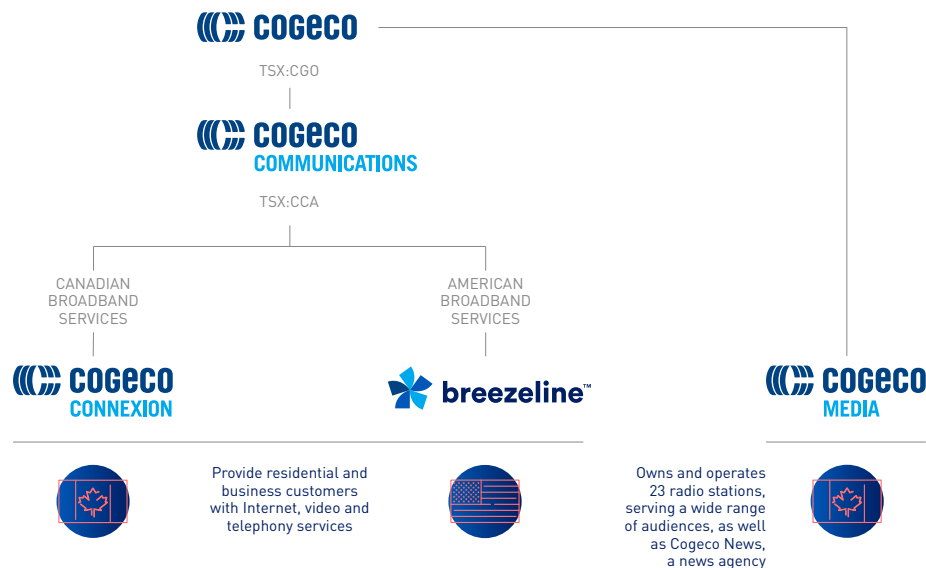 COGECO
TSX:CGO
COGECO
COMMUNICATIONS
TSX:CCA
CANADIAN
BROADBAND
SERVICES
AMERICAN
BROADBAND
SERVICES
COGECO
CONNEXION
breezeline™
COGECO
MEDIA
Provide residential and
business customers
with Internet, video and
telephony services
Owns and operates
23 radio stations,
serving a wide range
of audiences, as well
as Cogeco News,
a news agency